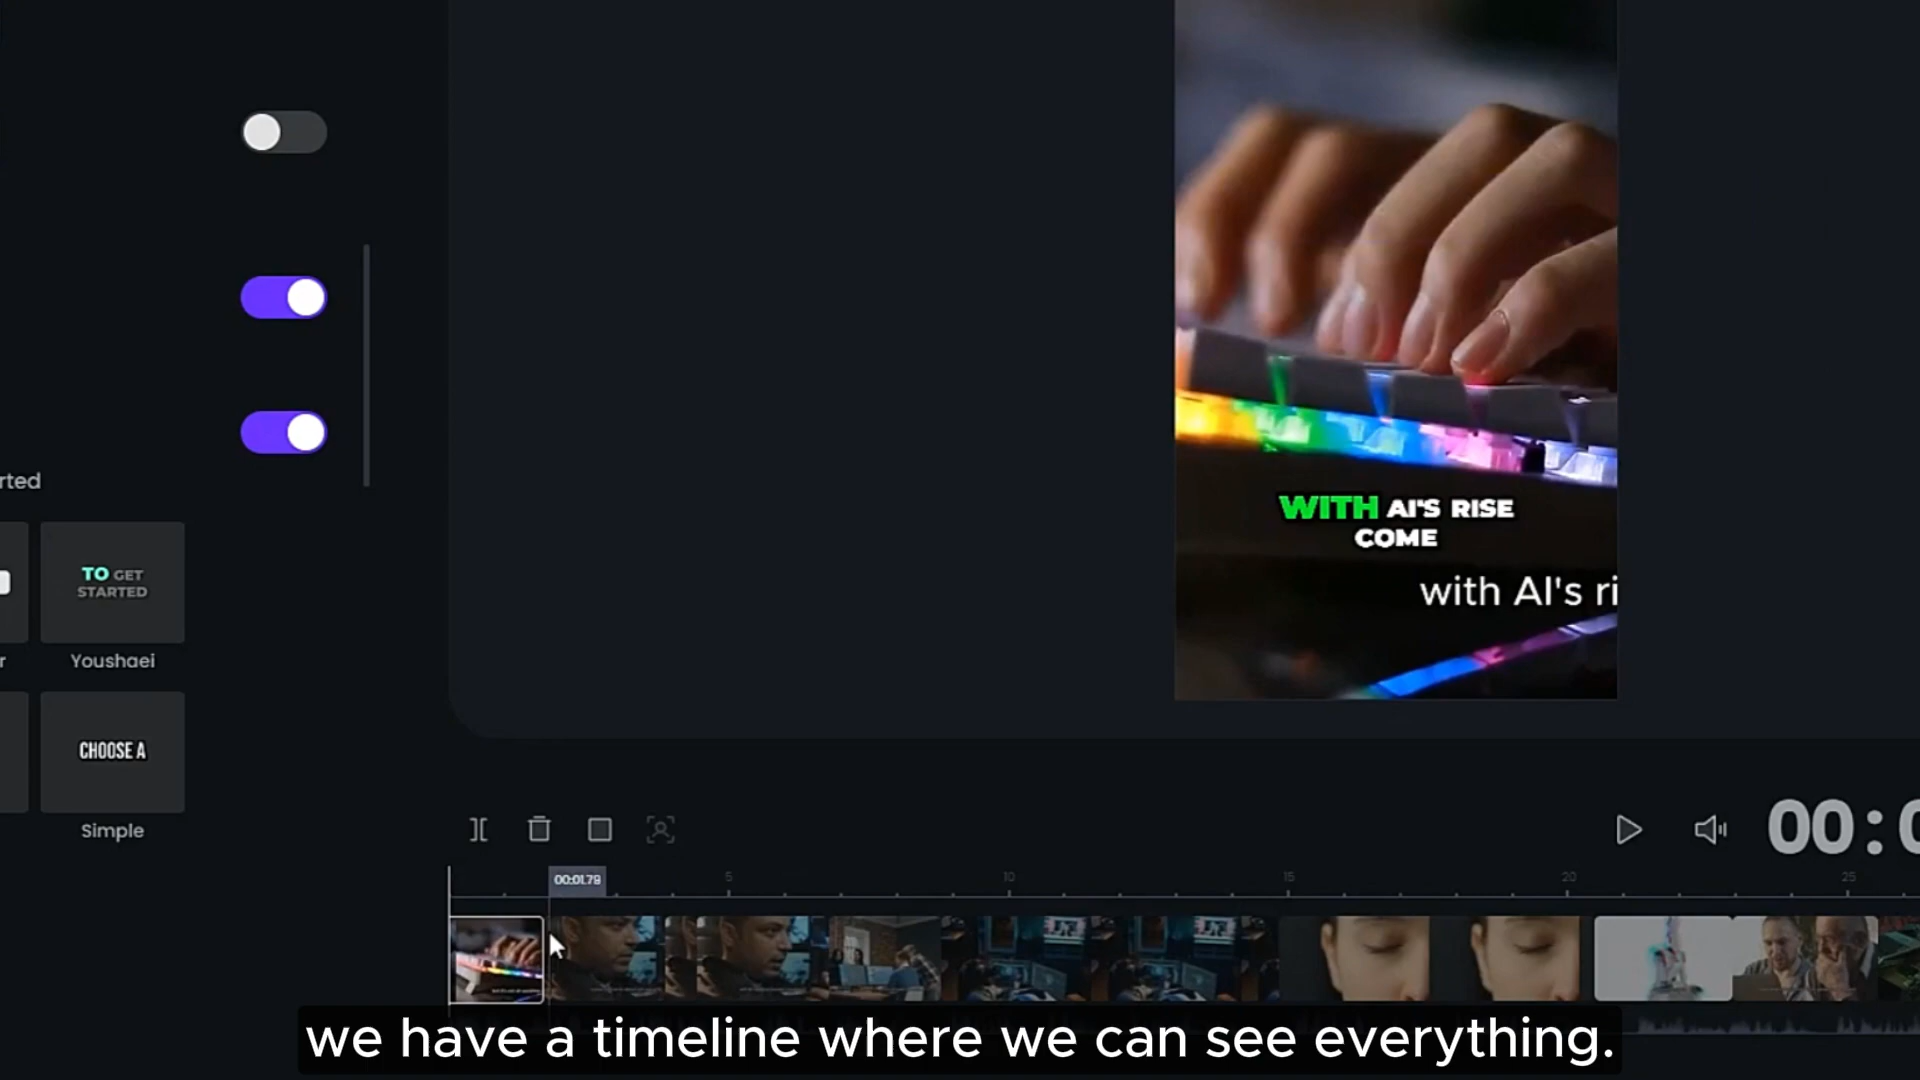 WITH AI'S RISE
COME
with AI's ri
rted
TO GET
STARTED
r
Youshaei
CHOOSE A
Simple
00:0
00:01.79
5
10
15
20
25
we have a timeline where we can see everything.